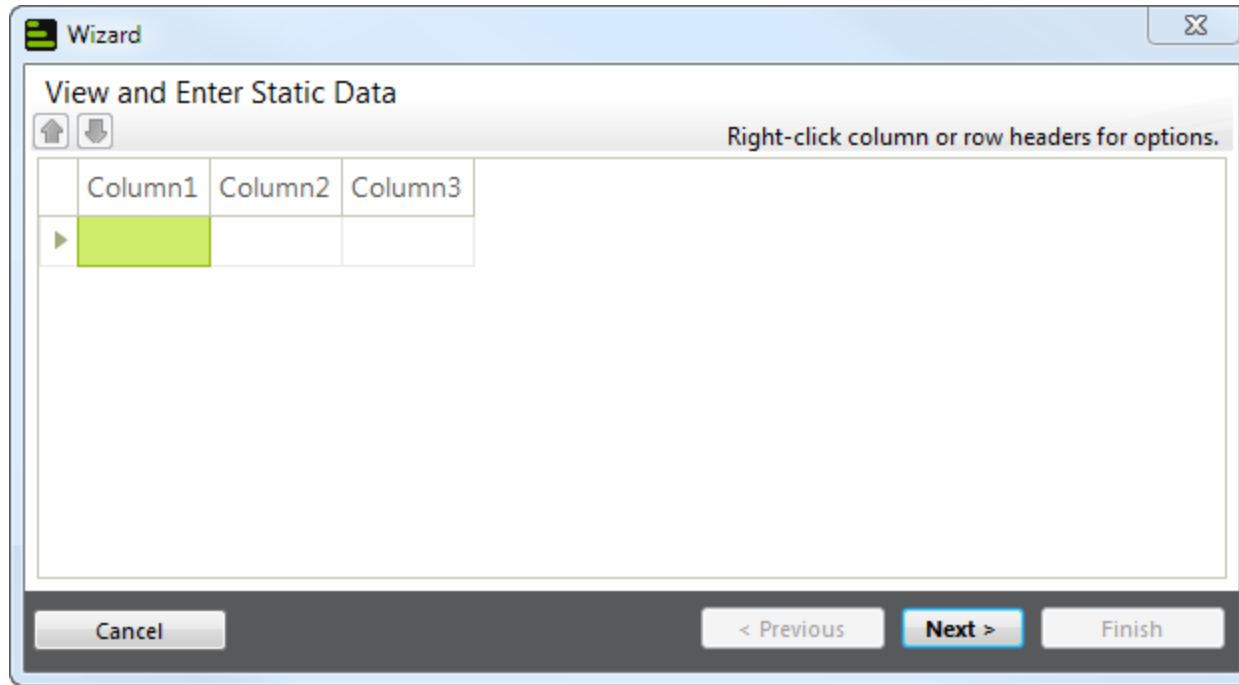 Wizard
View and Enter Static Data
Right-click column or row headers for options.
Column1 Column2 Column3
Cancel < Previous Next > Finish